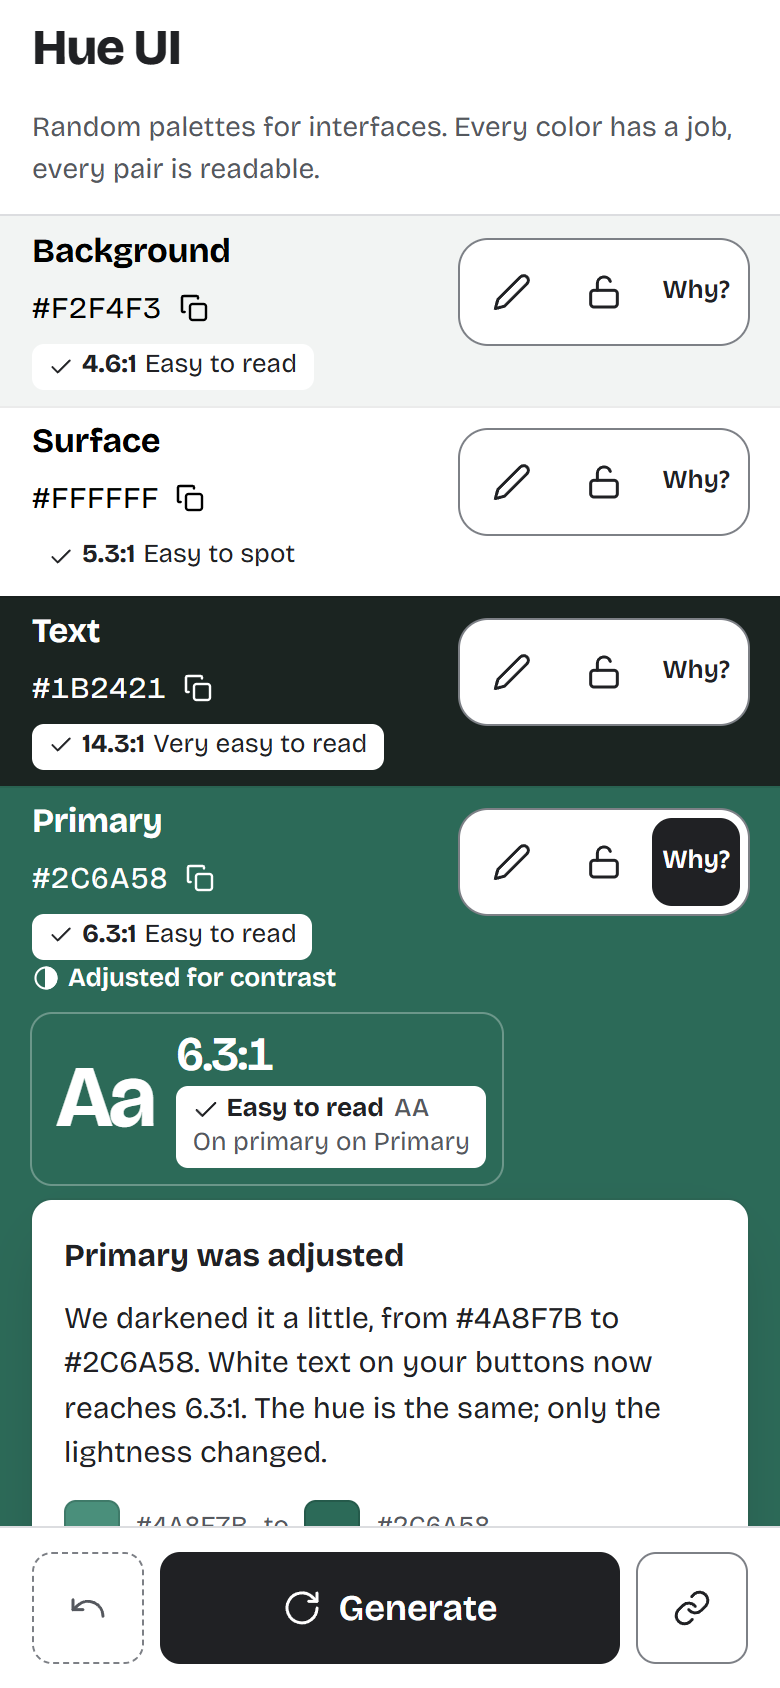 Hue UI
Random palettes for interfaces. Every color has a job,
every pair is readable.
Background
#F2F4F3
4.6:1 Easy to read
Why?
Surface
#FFFFFF
5.3:1 Easy to spot
Why?
Text
#1B2421
14.3:1 Very easy to read
Why?
Primary
#2C6A58
6.3:1 Easy to read
Why?
Adjusted for contrast
Aa
6.3:1
Easy to read AA
On primary on Primary
Primary was adjusted
We darkened it a little, from #4A8F7B to
#2C6A58. White text on your buttons now
reaches 6.3:1. The hue is the same; only the
lightness changed.
#4A8F7B to #2C6A58
Generate